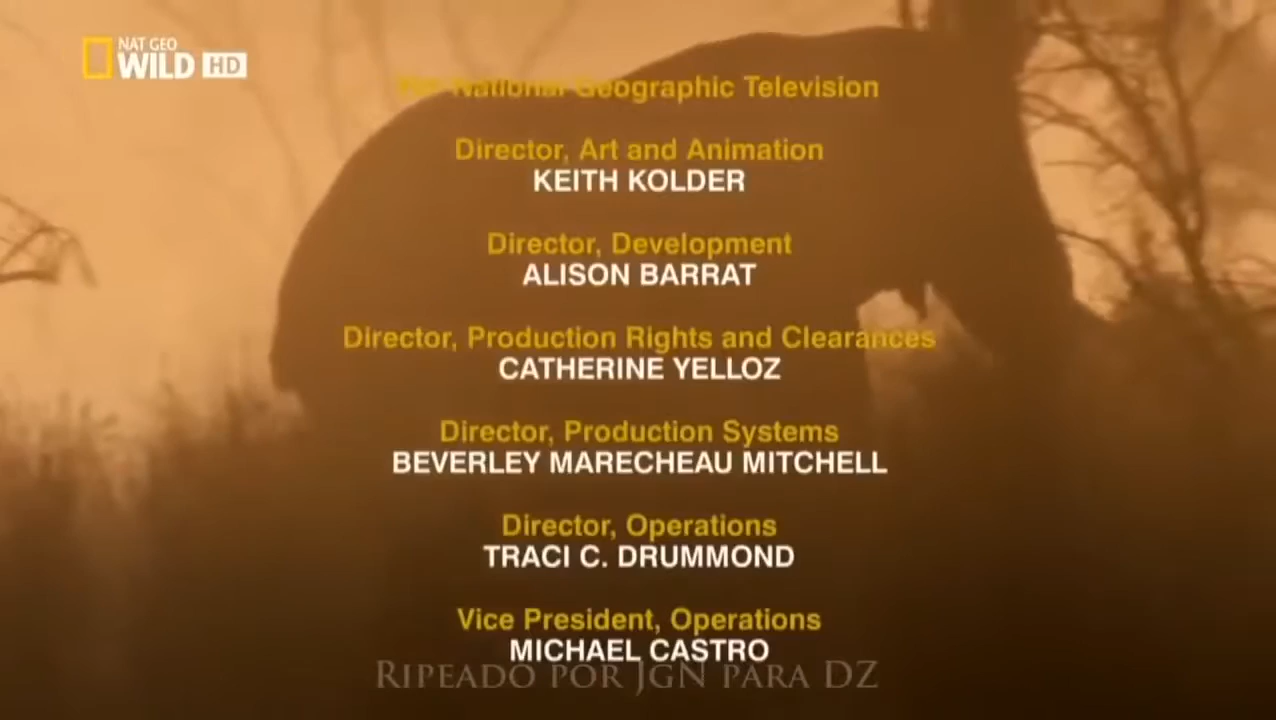 NAT GEO
WILD HD
National Geographic Television
Director, Art and Animation
KEITH KOLDER
Director, Development
ALISON BARRAT
Director, Production Rights and Clearances
CATHERINE YELLOZ
Director, Production Systems
BEVERLEY MARECHEAU MITCHELL
Director, Operations
TRACI C. DRUMMOND
Vice President, Operations
MICHAEL CASTRO
RIPEADO POR JGN PARA DZ